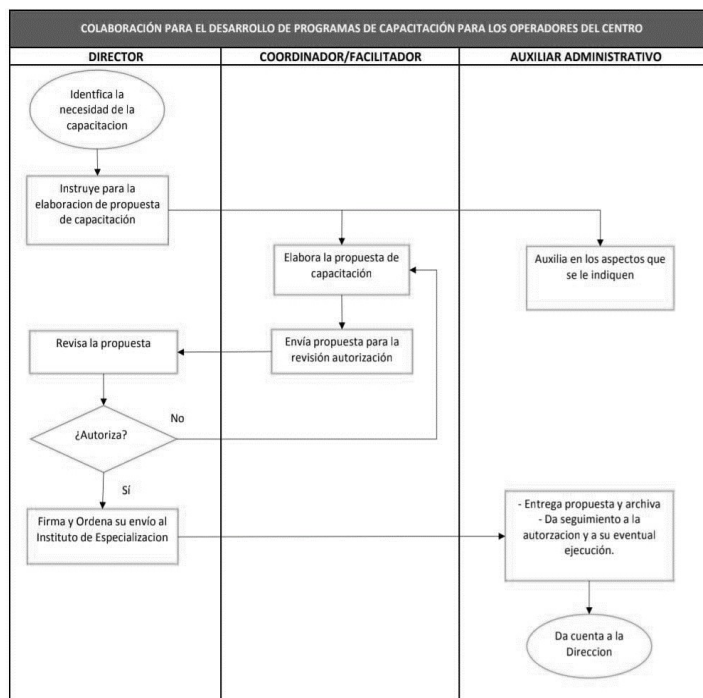 COLABORACIÓN PARA EL DESARROLLO DE PROGRAMAS DE CAPACITACIÓN PARA LOS OPERADORES DEL CENTRO
DIRECTOR
COORDINADOR/FACILITADOR
AUXILIAR ADMINISTRATIVO
Identfica la
necesidad de la
capacitacion
Instruye para la
elaboracion de propuesta
de capacitación
Elabora la propuesta de
capacitación
Auxilia en los aspectos que
se le indiquen
Envía propuesta para la
revisión autorización
Revisa la propuesta
¿Autoriza?
No
Sí
Firma y Ordena su envío al
Instituto de Especializacion
- Entrega propuesta y archiva
- Da seguimiento a la
autorzacion y a su eventual
ejecución.
Da cuenta a la
Direccion